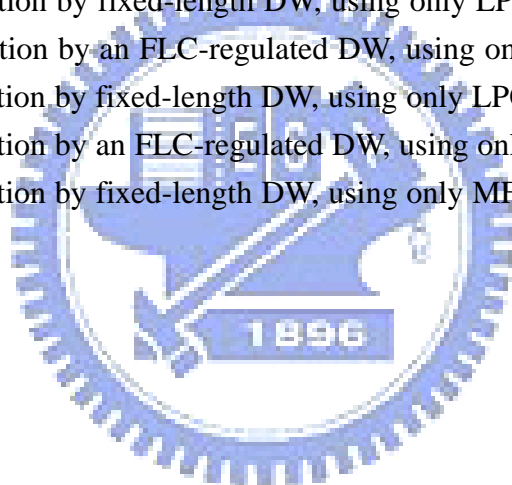 tion by fixed-length DW, using only LP
tion by an FLC-regulated DW, using on
tion by fixed-length DW, using only LP
tion by an FLC-regulated DW, using onl
tion by fixed-length DW, using only
1896